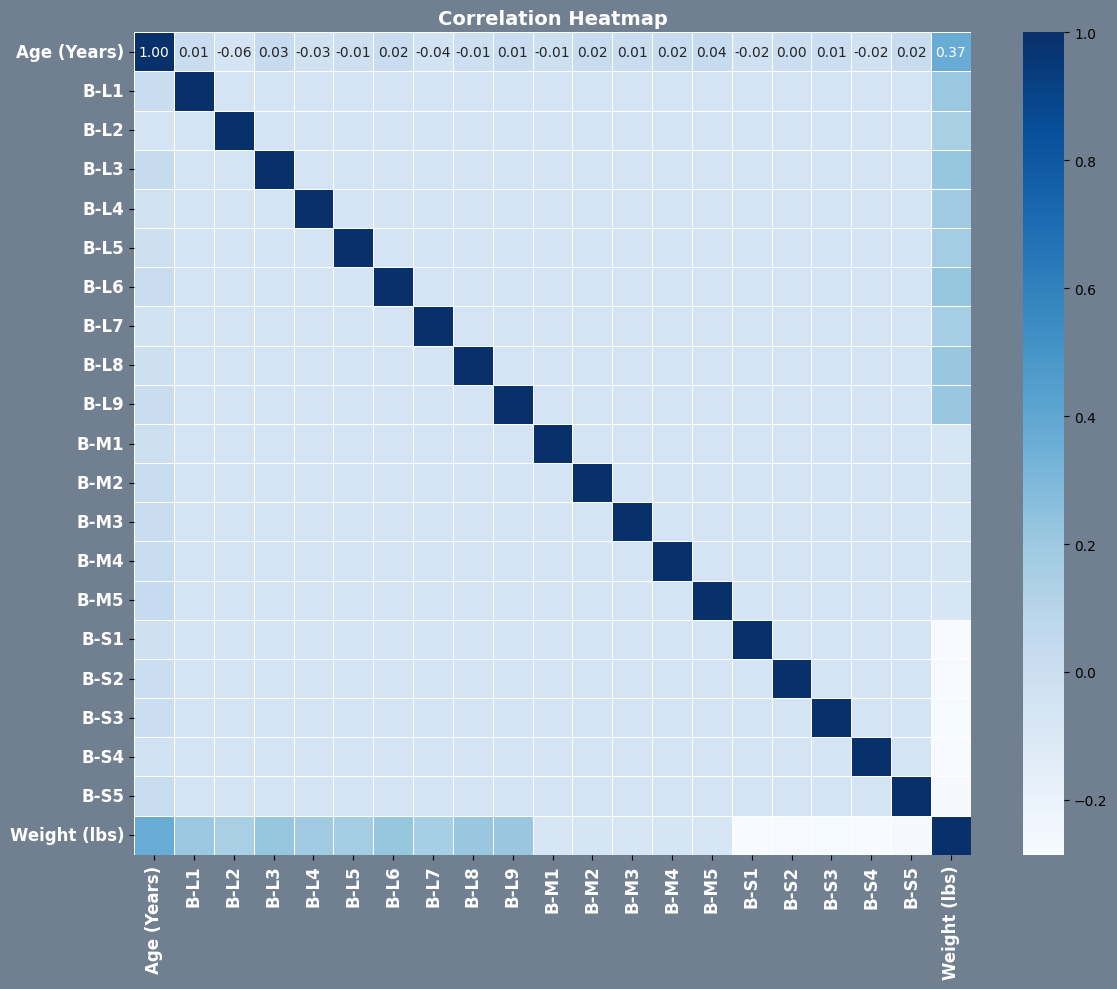 Correlation Heatmap
Age (Years) 1.00 0.01 -0.06 0.03 -0.03 -0.01 0.02 -0.04 -0.01 0.01 -0.01 0.02 0.01 0.02 0.04 -0.02 0.00 0.01 -0.02 0.02 0.37
B-L1
B-L2
B-L3
B-L4
B-L5
B-L6
B-L7
B-L8
B-L9
B-M1
B-M2
B-M3
B-M4
B-M5
B-S1
B-S2
B-S3
B-S4
B-S5
Weight (lbs)
Age (Years) B-L1 B-L2 B-L3 B-L4 B-L5 B-L6 B-L7 B-L8 B-L9 B-M1 B-M2 B-M3 B-M4 B-M5 B-S1 B-S2 B-S3 B-S4 B-S5 Weight (lbs)
1.0
0.8
0.6
0.4
0.2
0.0
−0.2